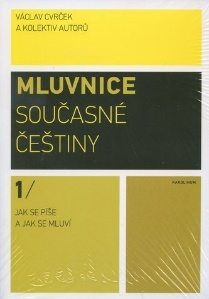 VÁCLAV CVRČEK
A KOLEKTIV AUTORŮ
MLUVNICE
SOUČASNÉ
ČEŠTINY
1/
JAK SE PÍŠE
A JAK SE MLUVÍ